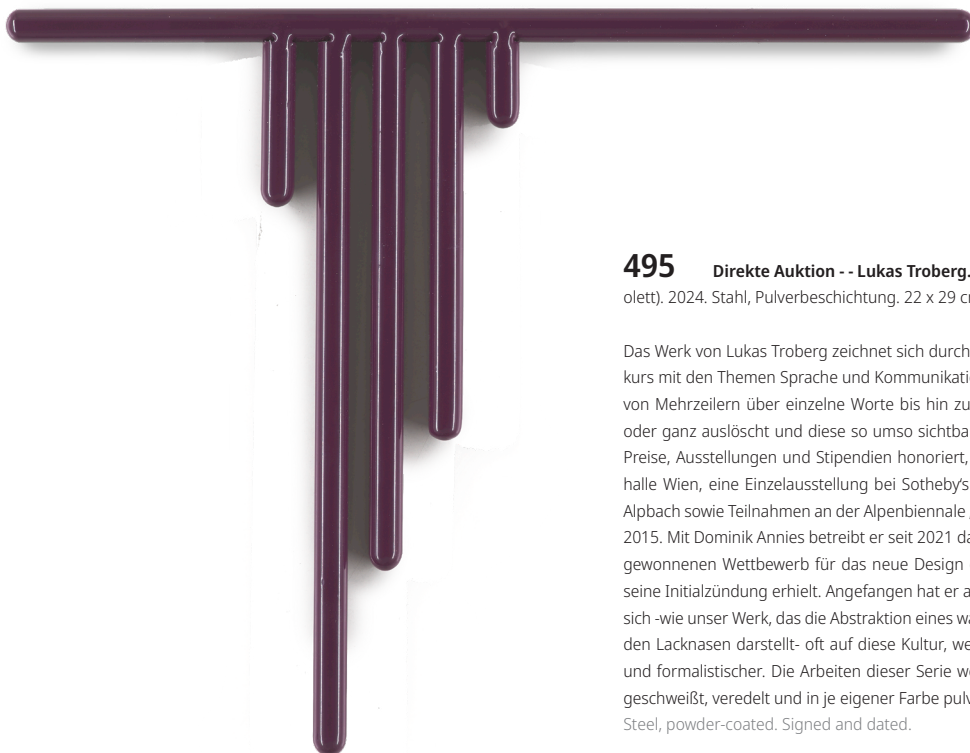 495 Direkte Auktion - - Lukas Troberg.
olett). 2024. Stahl, Pulverbeschichtung. 22 x 29 c
Das Werk von Lukas Troberg zeichnet sich durch
kurs mit den Themen Sprache und Kommunikati
von Mehrzeilern über einzelne Worte bis hin zu
oder ganz auslöscht und diese so umso sichtba
Preise, Ausstellungen und Stipendien honoriert,
halle Wien, eine Einzelausstellung bei Sotheby's
Alpbach sowie Teilnahmen an der Alpenbiennale
2015. Mit Dominik Annies betreibt er seit 2021 da
gewonnenen Wettbewerb für das neue Design
seine Initialzündung erhielt. Angefangen hat er a
sich -wie unser Werk, das die Abstraktion eines wa
den Lacknasen darstellt- oft auf diese Kultur, we
und formalistischer. Die Arbeiten dieser Serie we
geschweißt, veredelt und in je eigener Farbe pulv
Steel, powder-coated. Signed and dated.